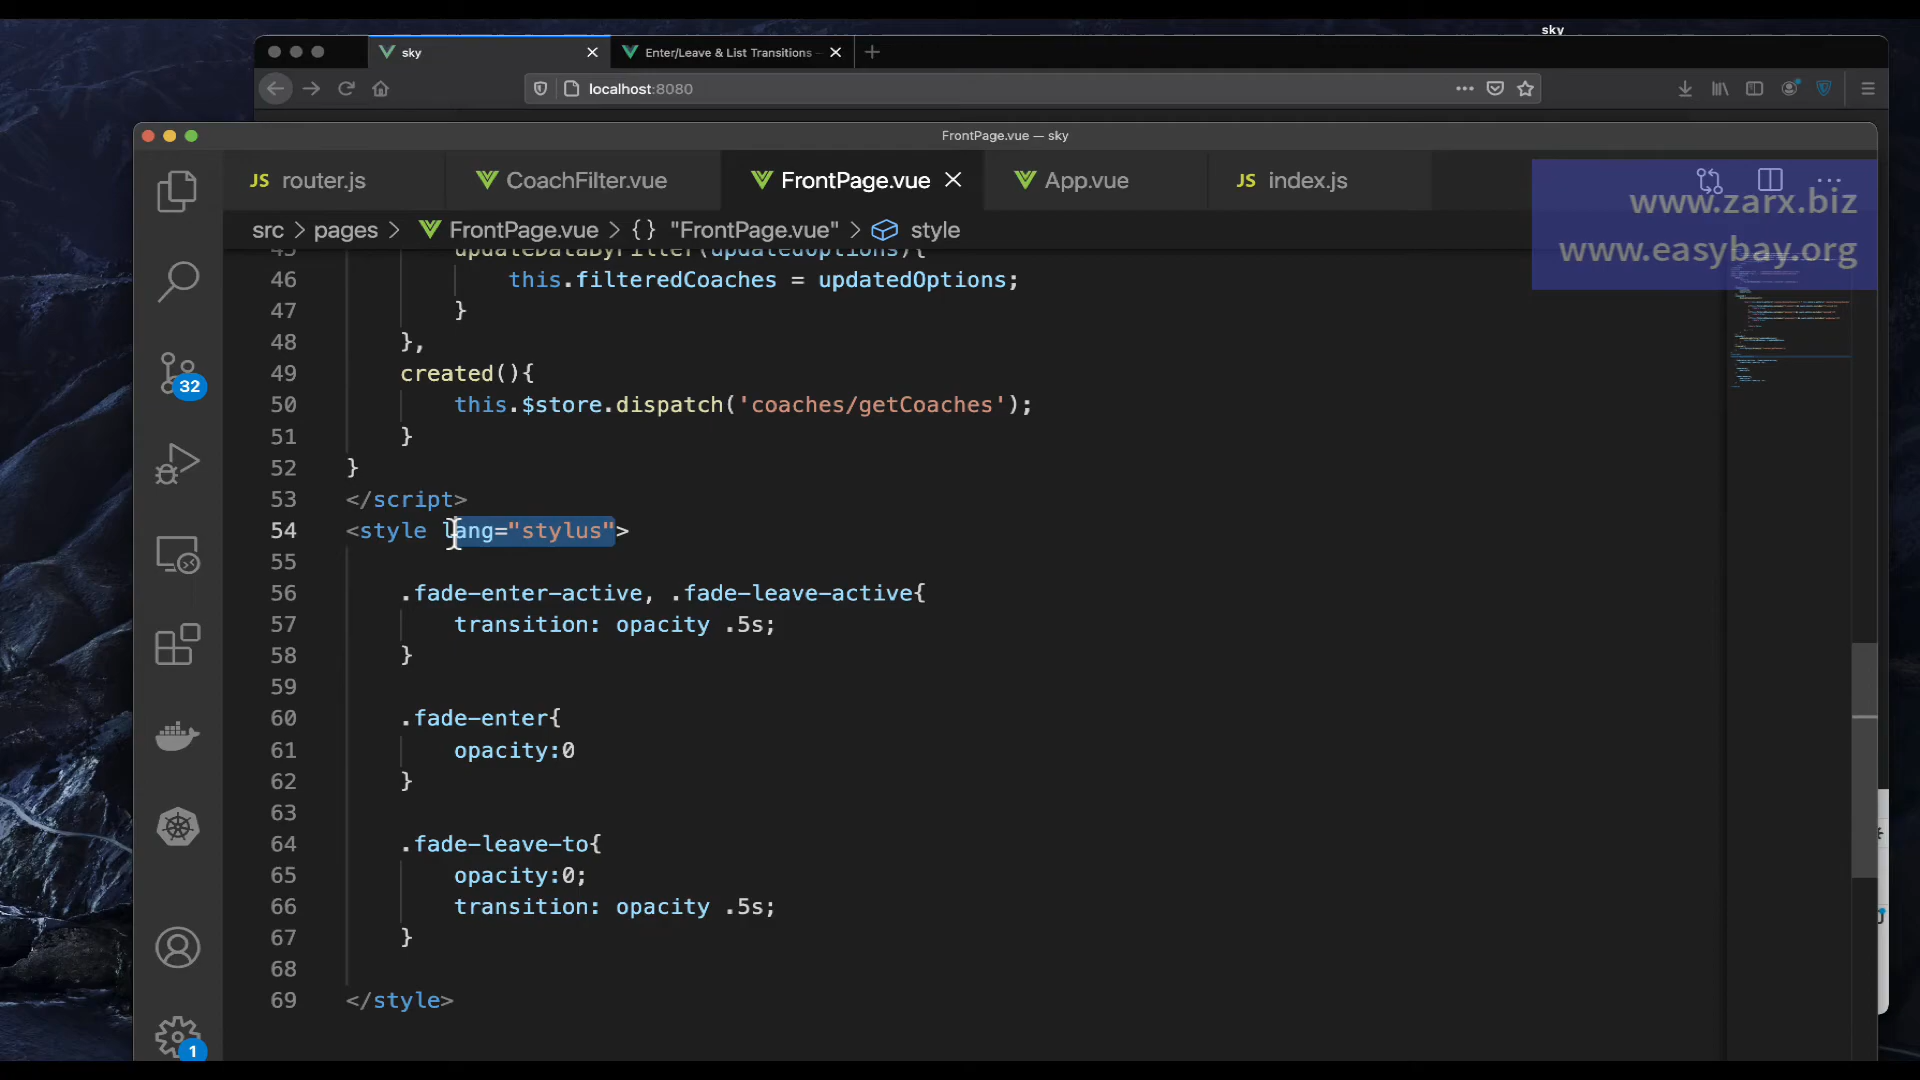 sky
sky
Enter/Leave & List Transitions
localhost:8080
FrontPage.vue — sky
JS router.js
CoachFilter.vue
FrontPage.vue
App.vue
JS index.js
www.zarx.biz
www.easybay.org
src > pages > FrontPage.vue > {} "FrontPage.vue" > style
45 updateDataByFilter(updatedOptions){
46 this.filteredCoaches = updatedOptions;
47 }
48 },
49 created(){
50 this.$store.dispatch('coaches/getCoaches');
51 }
52 }
53 </script>
54 <style lang="stylus">
55
56 .fade-enter-active, .fade-leave-active{
57 transition: opacity .5s;
58 }
59
60 .fade-enter{
61 opacity:0
62 }
63
64 .fade-leave-to{
65 opacity:0;
66 transition: opacity .5s;
67 }
68
69 </style>
32
1